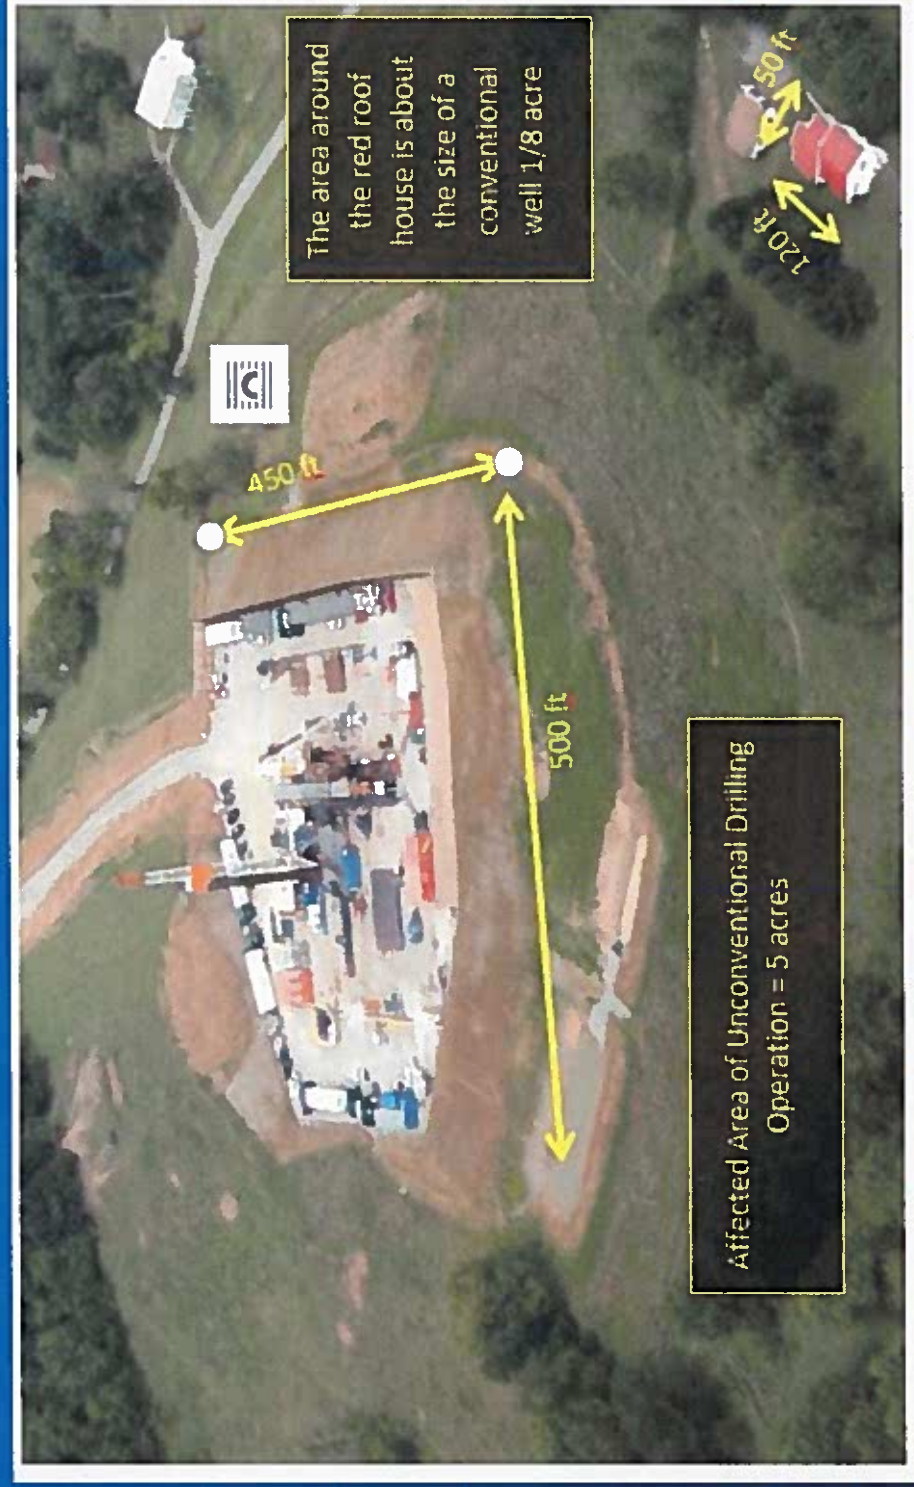 The area around
the red roof
house is about
the size of a
conventional
well 1/8 acre
50 ft
120 ft
450 ft
500 ft
Affected Area of Unconventional Drilling
Operation = 5 acres